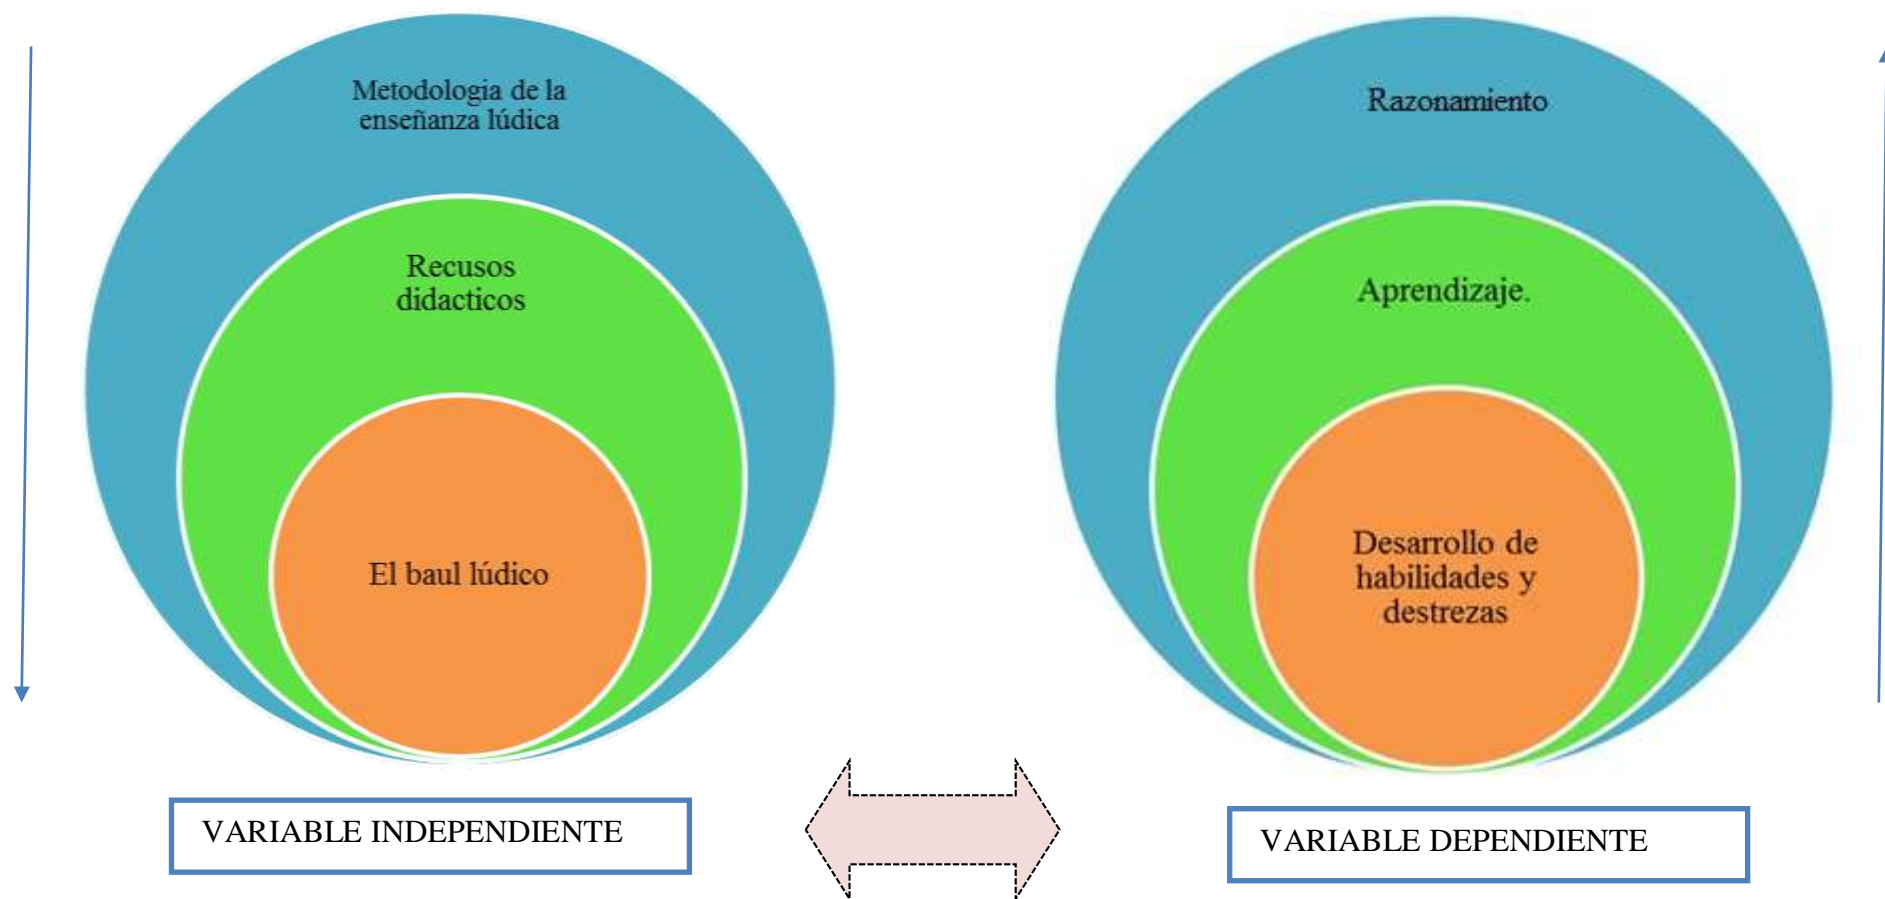 Metodologia de la
enseñanza lúdica
Recusos
didacticos
El baul lúdico
VARIABLE INDEPENDIENTE
Razonamiento
Aprendizaje.
Desarrollo de
habilidades y
destrezas
VARIABLE DEPENDIENTE